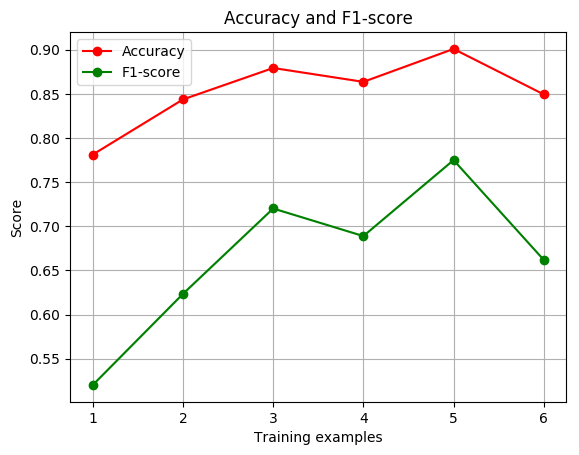 Accuracy and F1-score
Accuracy
F1-score
0.90
0.85
0.80
0.75
0.70
0.65
0.60
0.55
Score
1 2 3 4 5 6
Training examples